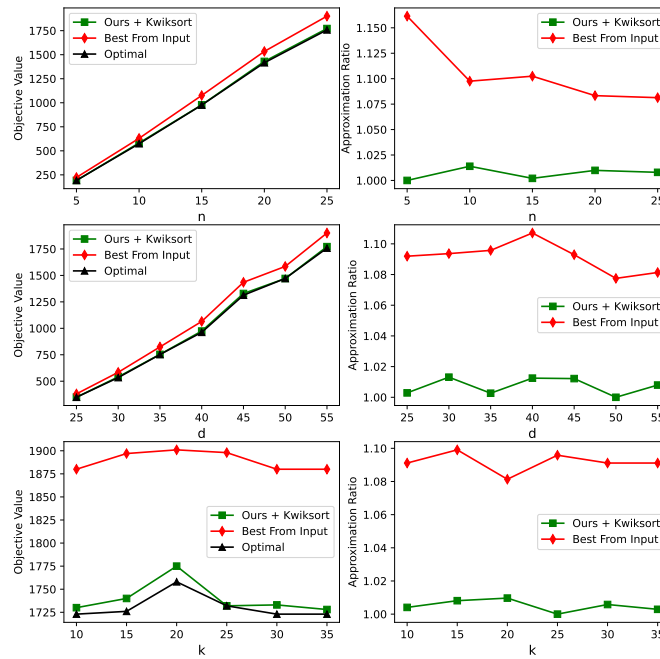 Objective Value
1750
1500
1250
1000
750
500
250
Ours + Kwiksort
Best From Input
Optimal
5 10 15 20 25
n
Approximation Ratio
1.150
1.125
1.100
1.075
1.050
1.025
1.000
Ours + Kwiksort
Best From Input
5 10 15 20 25
n
Objective Value
1750
1500
1250
1000
750
500
Ours + Kwiksort
Best From Input
Optimal
25 30 35 40 45 50 55
d
Approximation Ratio
1.10
1.08
1.06
1.04
1.02
1.00
Ours + Kwiksort
Best From Input
25 30 35 40 45 50 55
d
Objective Value
1900
1875
1850
1825
1800
1775
1750
1725
Ours + Kwiksort
Best From Input
Optimal
10 15 20 25 30 35
k
Approximation Ratio
1.10
1.08
1.06
1.04
1.02
1.00
Ours + Kwiksort
Best From Input
10 15 20 25 30 35
k